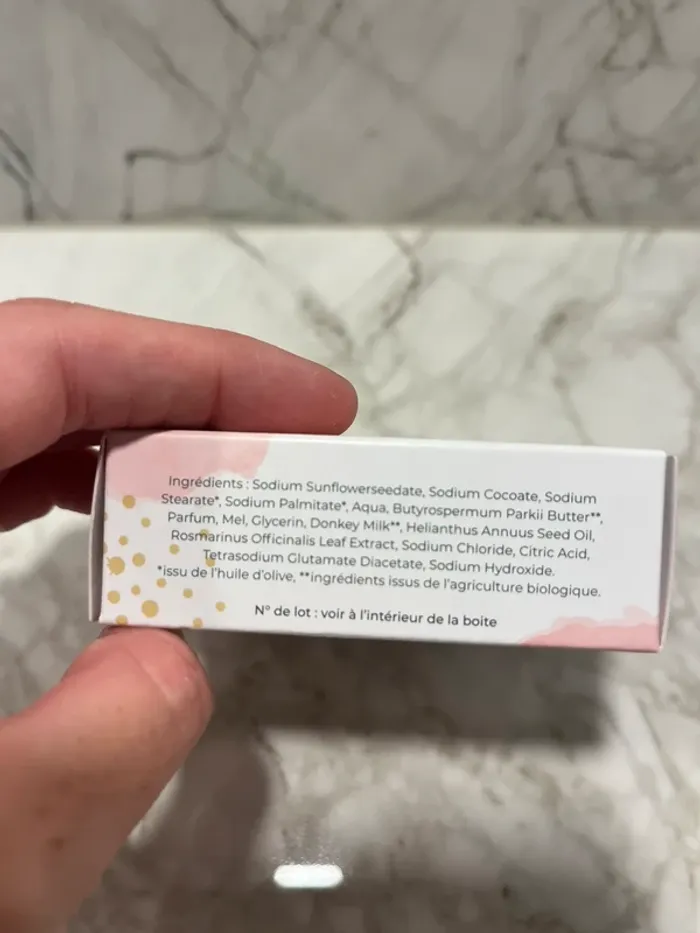 Ingrédients : Sodium Sunflowerseedate, Sodium Cocoate, Sodium
Stearate*, Sodium Palmitate*, Aqua, Butyrospermum Parkii Butter**,
Parfum, Mel, Glycerin, Donkey Milk**, Helianthus Annuus Seed Oil,
Rosmarinus Officinalis Leaf Extract, Sodium Chloride, Citric Acid,
Tetrasodium Glutamate Diacetate, Sodium Hydroxide.
*issu de l'huile d'olive, **ingrédients issus de l'agriculture biologique.
N° de lot : voir à l'intérieur de la boite